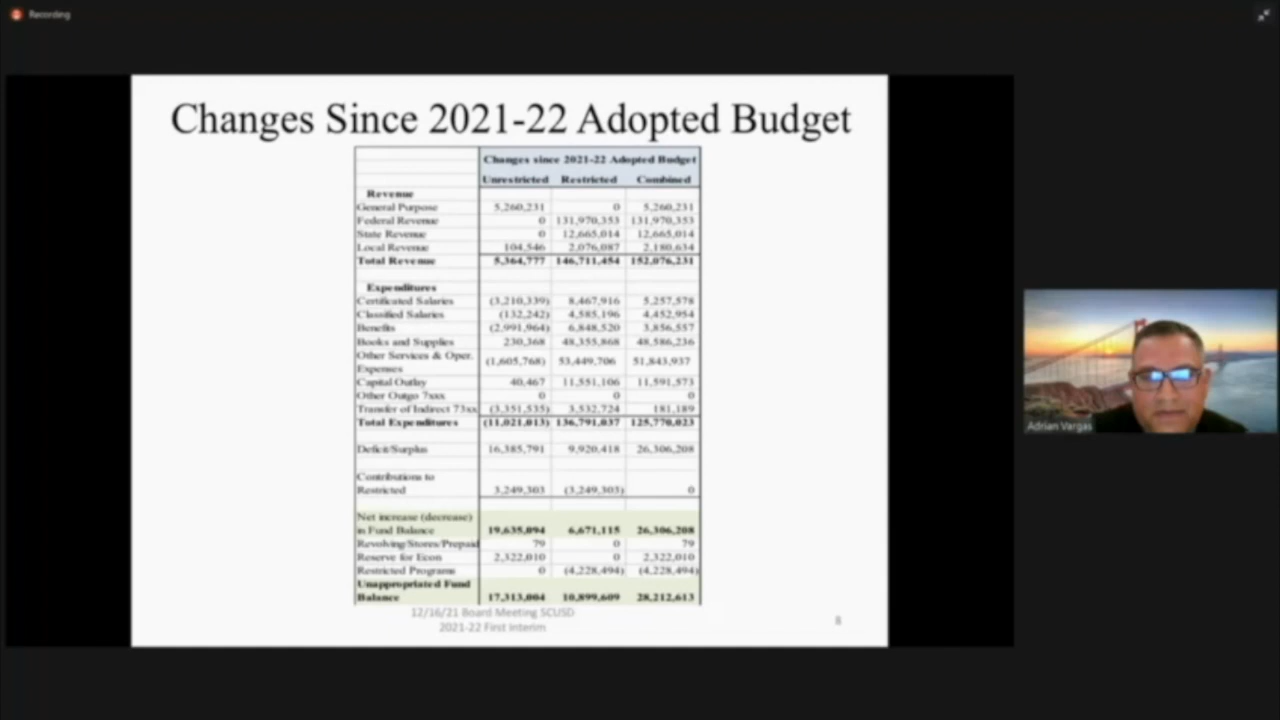 Recording
Changes Since 2021-22 Adopted Budget
Changes since 2021-22 Adopted Budget
Unrestricted Restricted Combined
Revenue
General Purpose 5,260,231 0 5,260,231
Federal Revenue 0 131,970,353 131,970,353
State Revenue 0 12,665,014 12,665,014
Local Revenue 104,546 2,076,087 2,180,634
Total Revenue 5,364,777 146,711,454 152,076,231
Expenditures
Certificated Salaries (3,210,339) 8,467,916 5,257,578
Classified Salaries (132,242) 4,585,196 4,452,954
Benefits (2,991,964) 6,848,520 3,856,557
Books and Supplies 230,368 48,355,868 48,586,236
Other Services & Oper.
Expenses (1,605,768) 53,449,706 51,843,937
Capital Outlay 40,467 11,551,106 11,591,573
Other Outgo 7xxx 0 0 0
Transfer of Indirect 73xx (3,351,535) 3,532,724 181,189
Total Expenditures (11,021,013) 136,791,037 125,770,023
Deficit/Surplus 16,385,791 9,920,418 26,306,208
Contributions to
Restricted 3,249,303 (3,249,303) 0
Net increase (decrease)
in Fund Balance 19,635,094 6,671,115 26,306,208
Revolving/Stores/Prepaid 79 0 79
Reserve for Econ 2,322,010 0 2,322,010
Restricted Programs 0 (4,228,494) (4,228,494)
Unappropriated Fund
Balance 17,313,004 10,899,609 28,212,613
12/16/21 Board Meeting SCUSD
2021-22 First Interim
8
Adrian Vargas